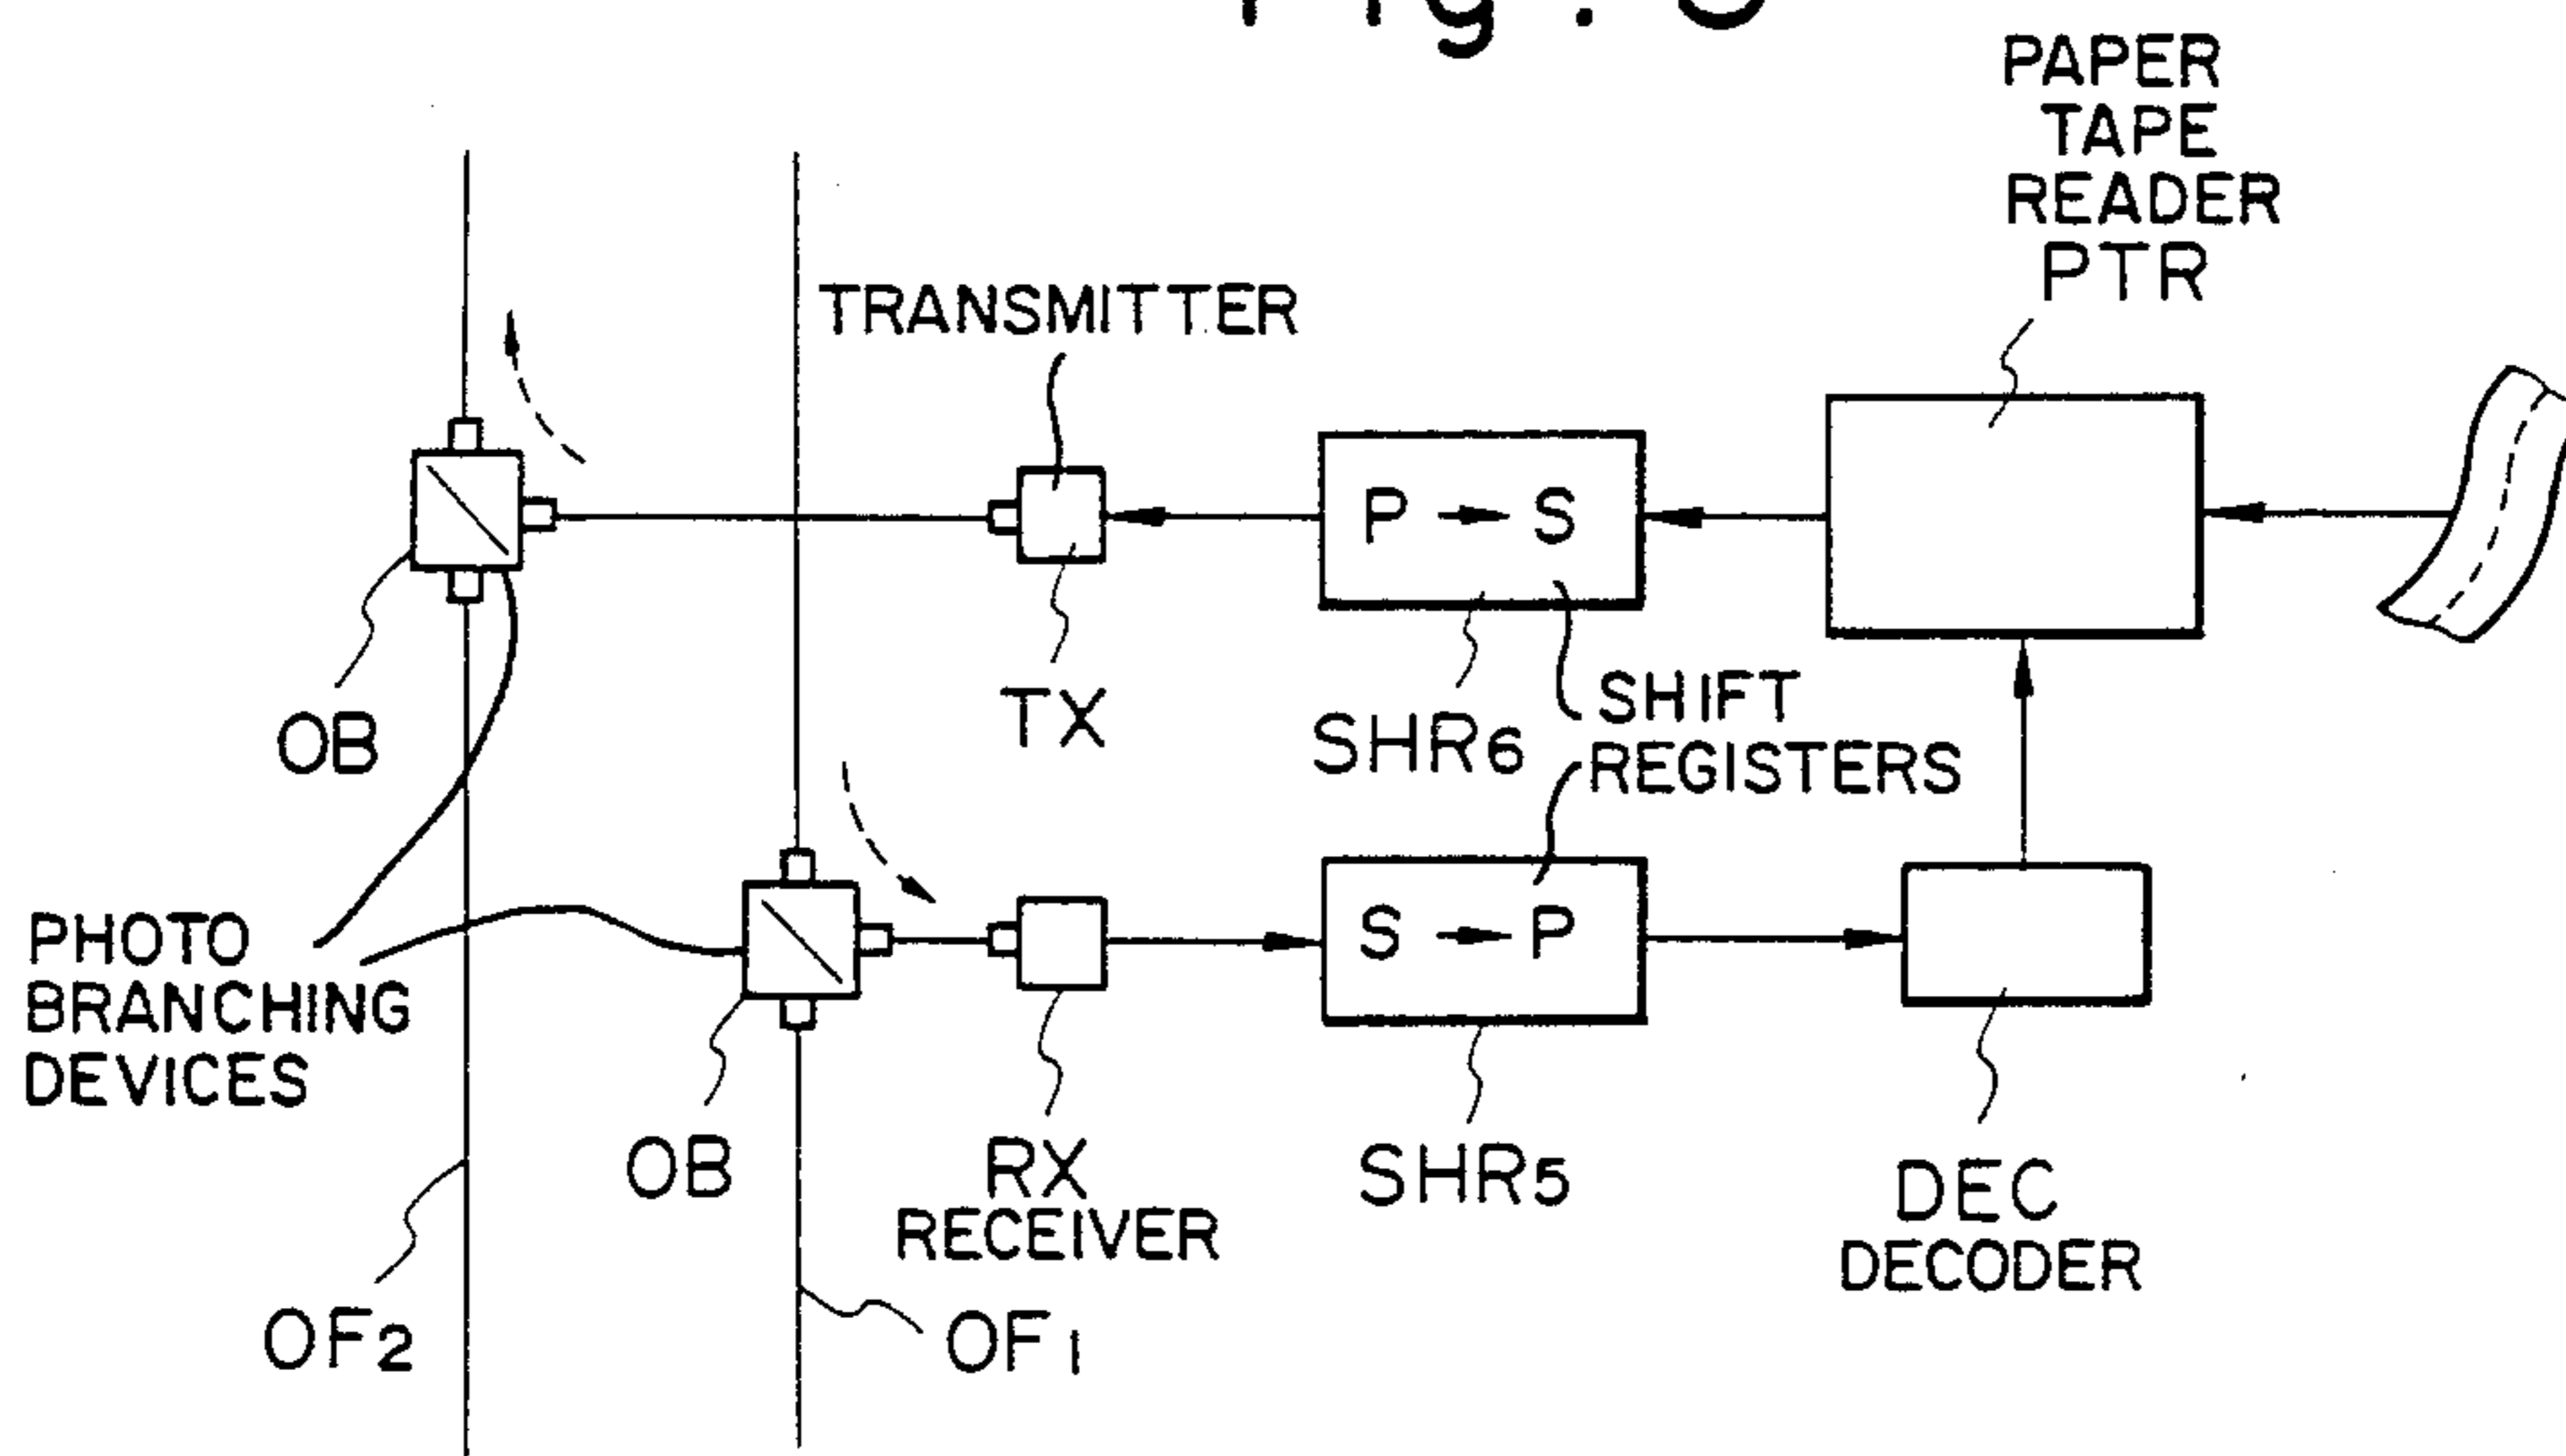 PAPER
TAPE
READER
PTR
TRANSMITTER
P → S
OB
TX
SHR6
SHIFT
REGISTERS
PHOTO
BRANCHING
DEVICES
S → P
OB
RX
RECEIVER
SHR5
DEC
DECODER
OF2
OF1